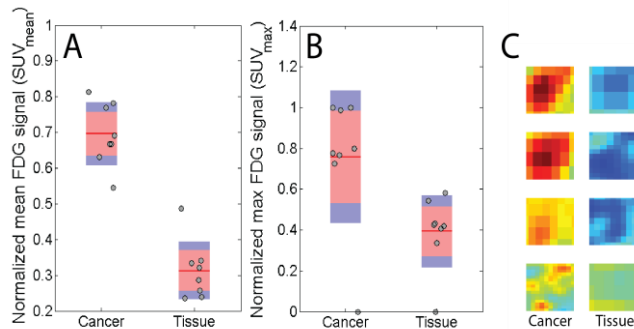 A
Normalized mean FDG signal (SUVmean)
0.9
0.8
0.7
0.6
0.5
0.4
0.3
0.2
0.1
Cancer Tissue
B
Normalized max FDG signal (SUVmax)
1.4
1.2
1
0.8
0.6
0.4
0.2
0
Cancer Tissue
C
Cancer Tissue